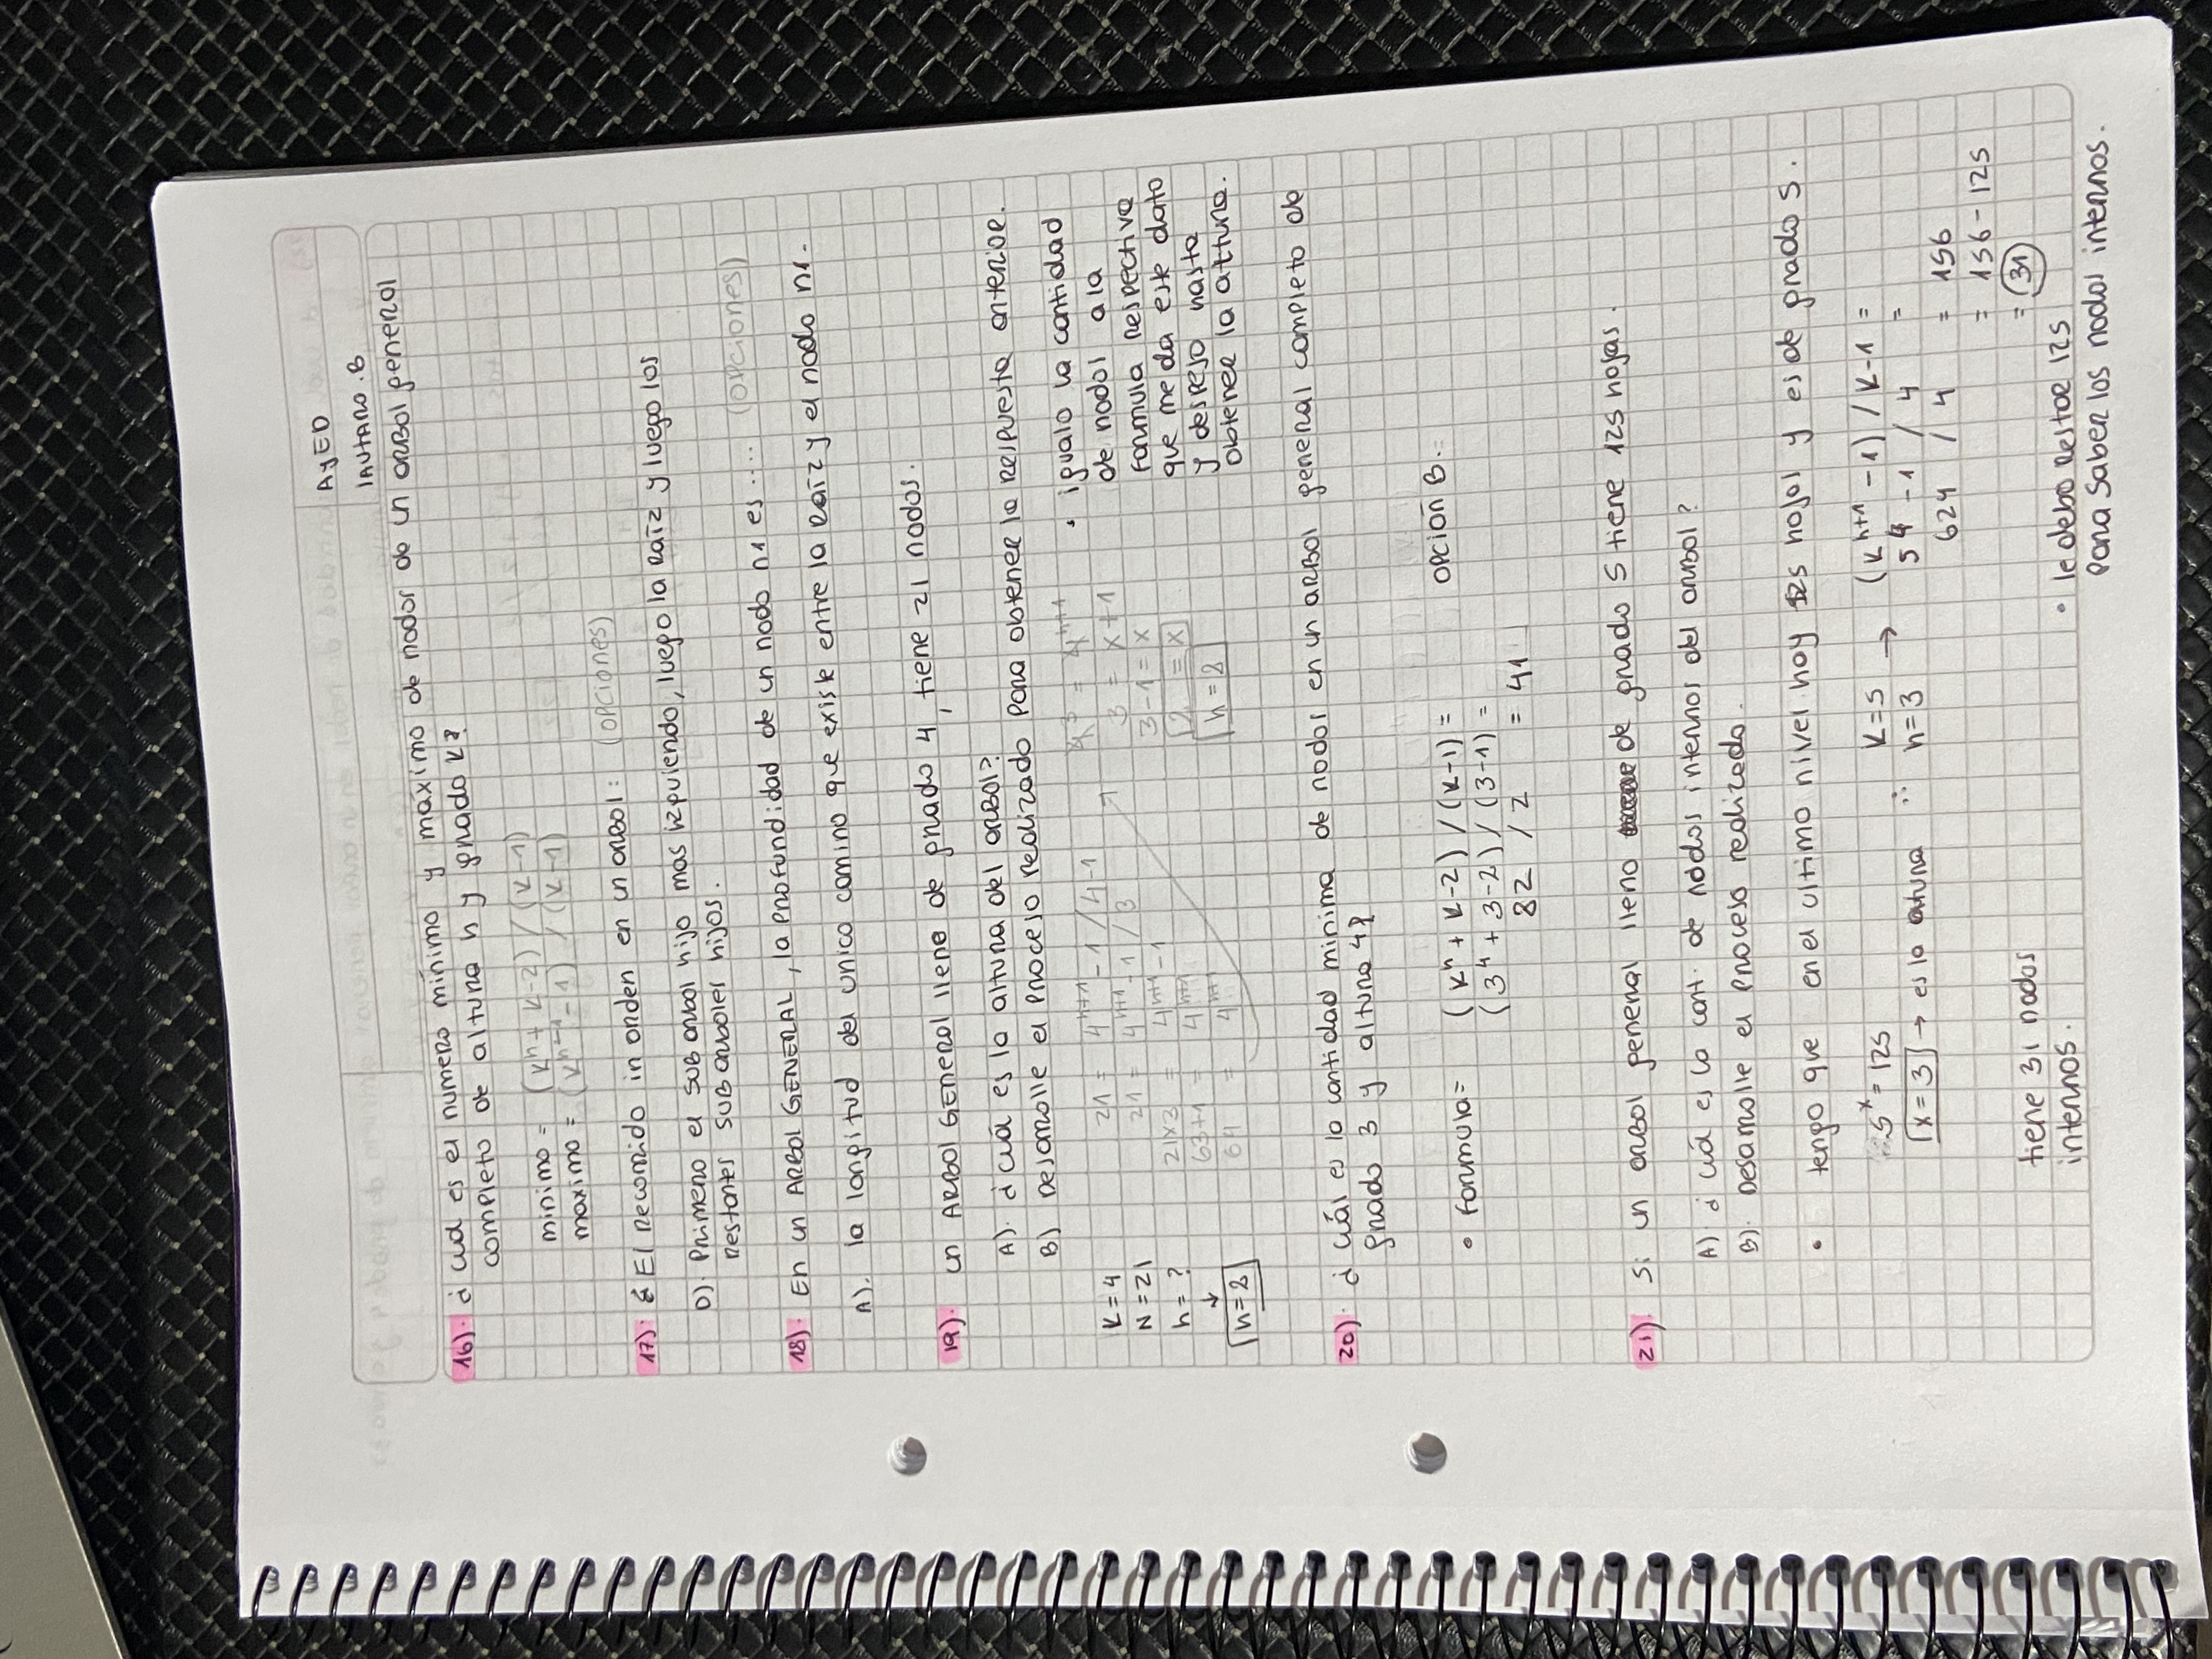 AyED
lAUTARO.B
16). ¿ cual es el numero mínimo y máximo de nodos de un arbol general
completo de altura h y grado k?
minimo = (k^h + k-2) / (k-1)
maximo = (k^h+1 - 1) / (k-1)
17). El recorrido in orden en un arbol: (opciones)
D). Primero el sub arbol hijo mas izquierdo, luego la raíz y luego los
restantes sub arboles hijos.
18). En un ARBOL GENERAL, la profundidad de un nodo n1 es .... (opciones)
A). la longitud del unico camino que existe entre la raíz y el nodo n1.
19). un ARBOL GENERAL lleno de grado 4, tiene 21 nodos.
A). ¿ cuá es la altura del arbol?
B) Desarrolle el proceso realizado para obtener la respuesta anterior.
K=4
N=21
h=?
↓
h=2
21 = 4^h+1 - 1 / 4-1
21 = 4^h+1 - 1 / 3
21x3 = 4^h+1 - 1
63+1 = 4^h+1
64 = 4^h+1
4^3 = 4^h+1
3 = x+1
3-1 = x
2 = x
h = 2
• igualo la cantidad
de nodos a la
formula respectiva
que me da este dato
y despejo hasta
obtener la altura.
20). ¿ cuál es la cantidad minima de nodos en un arbol general completo de
grado 3 y altura 4?
• formula= (k^h + k-2) / (k-1) = opción B.
(3^4 + 3-2) / (3-1) =
82 / 2 = 41
21). Si un arbol general lleno de grado 5 tiene 125 hojas.
A) ¿ cuá es la cant. de nodos internos del arbol?
B). Desarrolle el proceso realizado.
• tengo que en el ultimo nivel hay 125 hojas y es de grado 5.
5^x = 125
x=3 → es la altura
∴ K=5
h=3
→ (k^h+1 - 1) / k-1 =
5^4 - 1 / 4 =
624 / 4 = 156
= 156 - 125
= 31
tiene 31 nodos
internos.
• le debo restar 125
para saber los nodos internos.